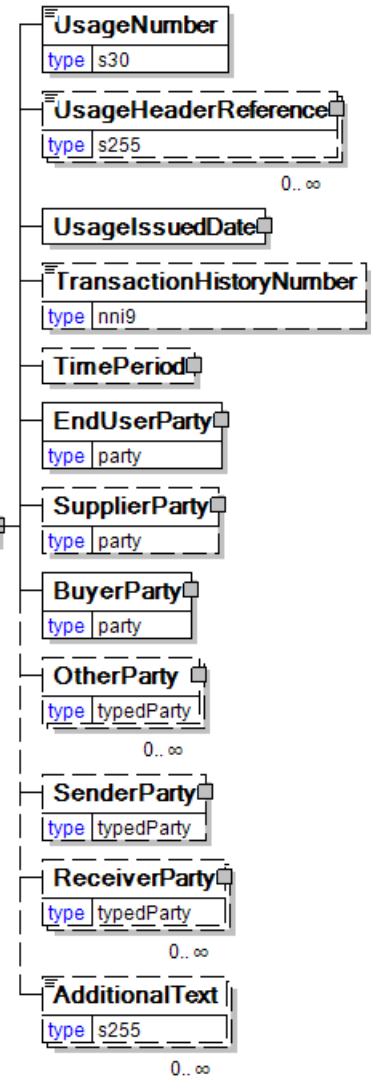 UsageNumber
type s30
UsageHeaderReference
type s255
0.. ∞
UsageIssuedDate
TransactionHistoryNumber
type nni9
TimePeriod
EndUserParty
type party
SupplierParty
type party
BuyerParty
type party
OtherParty
type typedParty
0.. ∞
SenderParty
type typedParty
ReceiverParty
type typedParty
0.. ∞
AdditionalText
type s255
0.. ∞